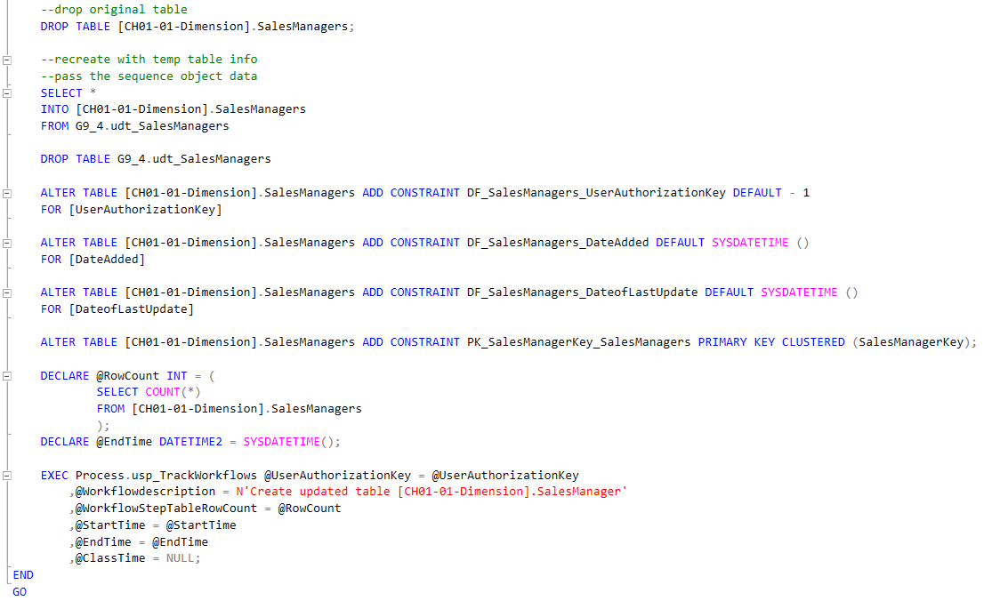 --drop original table
DROP TABLE [CH01-01-Dimension].SalesManagers;
--recreate with temp table info
--pass the sequence object data
SELECT *
INTO [CH01-01-Dimension].SalesManagers
FROM G9_4.udt_SalesManagers
DROP TABLE G9_4.udt_SalesManagers
ALTER TABLE [CH01-01-Dimension].SalesManagers ADD CONSTRAINT DF_SalesManagers_UserAuthorizationKey DEFAULT - 1
FOR [UserAuthorizationKey]
ALTER TABLE [CH01-01-Dimension].SalesManagers ADD CONSTRAINT DF_SalesManagers_DateAdded DEFAULT SYSDATETIME ()
FOR [DateAdded]
ALTER TABLE [CH01-01-Dimension].SalesManagers ADD CONSTRAINT DF_SalesManagers_DateofLastUpdate DEFAULT SYSDATETIME ()
FOR [DateofLastUpdate]
ALTER TABLE [CH01-01-Dimension].SalesManagers ADD CONSTRAINT PK_SalesManagerKey_SalesManagers PRIMARY KEY CLUSTERED (SalesManagerKey);
DECLARE @RowCount INT = (
SELECT COUNT(*)
FROM [CH01-01-Dimension].SalesManagers
);
DECLARE @EndTime DATETIME2 = SYSDATETIME();
EXEC Process.usp_TrackWorkflows @UserAuthorizationKey = @UserAuthorizationKey
,@Workflowdescription = N'Create updated table [CH01-01-Dimension].SalesManager'
,@WorkflowStepTableRowCount = @RowCount
,@StartTime = @StartTime
,@EndTime = @EndTime
,@ClassTime = NULL;
END
GO